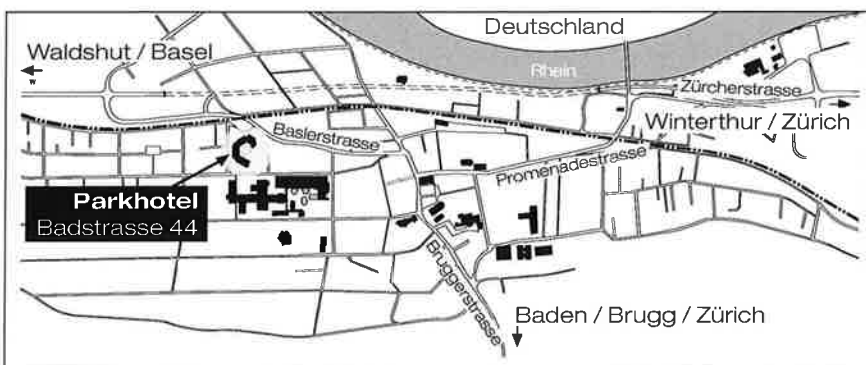 Deutschland
Waldshut / Basel
Rhein
Zürcherstrasse
Winterthur / Zürich
Baslerstrasse
Promenadestrasse
Parkhotel
Badstrasse 44
Bruggerstrasse
Baden / Brugg / Zürich